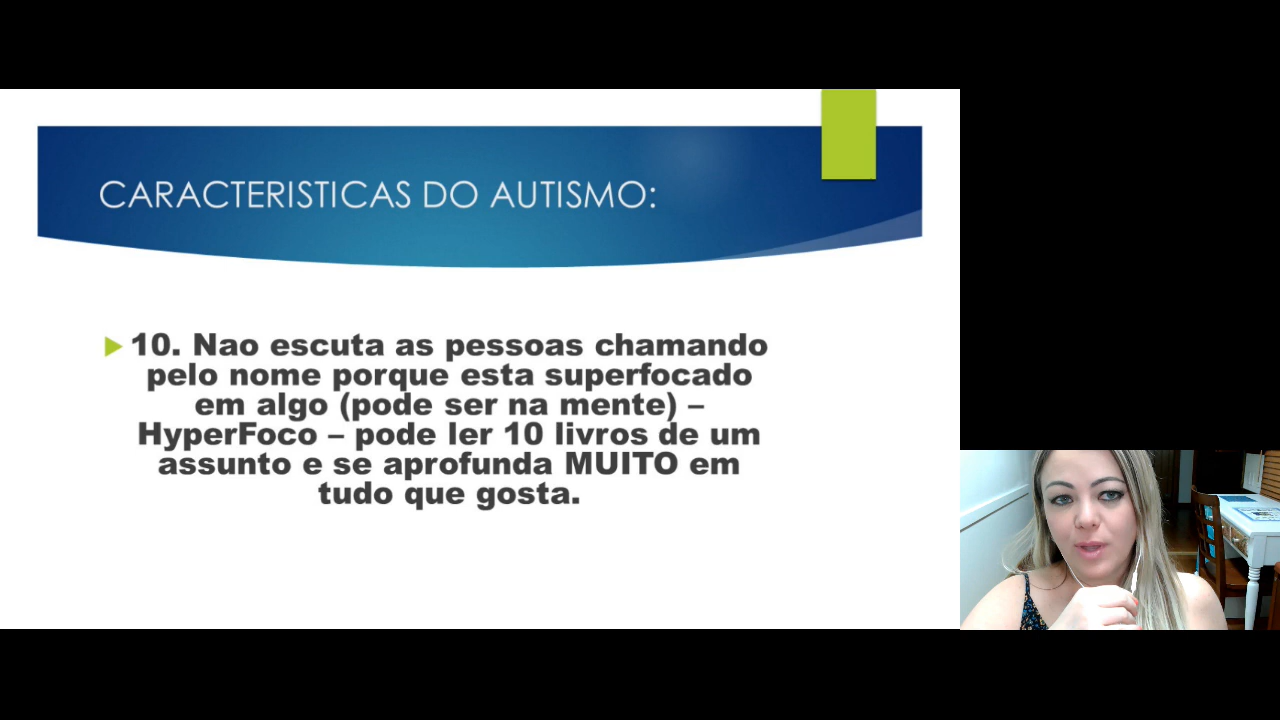 CARACTERISTICAS DO AUTISMO:
10. Nao escuta as pessoas chamando
pelo nome porque esta superfocado
em algo (pode ser na mente) –
HyperFoco – pode ler 10 livros de um
assunto e se aprofunda MUITO em
tudo que gosta.